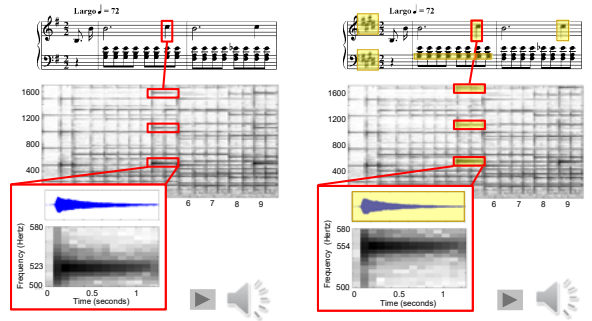 Largo ♩ = 72
1600
1200
800
400
6 7 8 9
580
523
500
Frequency (Hertz)
0 0.5 1
Time (seconds)
Largo ♩ = 72
1600
1200
800
400
6 7 8 9
580
554
500
Frequency (Hertz)
0 0.5 1
Time (seconds)